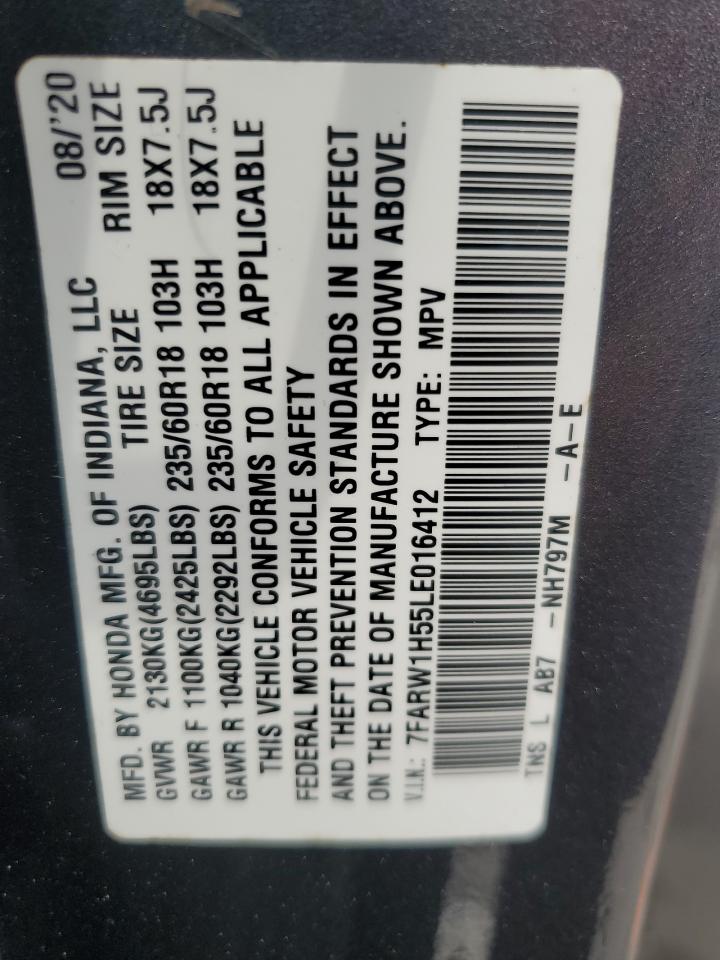 MFD. BY HONDA MFG. OF INDIANA, LLC 08/'20
GVWR 2130KG(4695LBS) TIRE SIZE RIM SIZE
GAWR F 1100KG(2425LBS) 235/60R18 103H 18X7.5J
GAWR R 1040KG(2292LBS) 235/60R18 103H 18X7.5J
THIS VEHICLE CONFORMS TO ALL APPLICABLE
FEDERAL MOTOR VEHICLE SAFETY
AND THEFT PREVENTION STANDARDS IN EFFECT
ON THE DATE OF MANUFACTURE SHOWN ABOVE.
V.I.N.: 7FARW1H55LE016412 TYPE: MPV
TNS L AB7 -NH797M -A-E